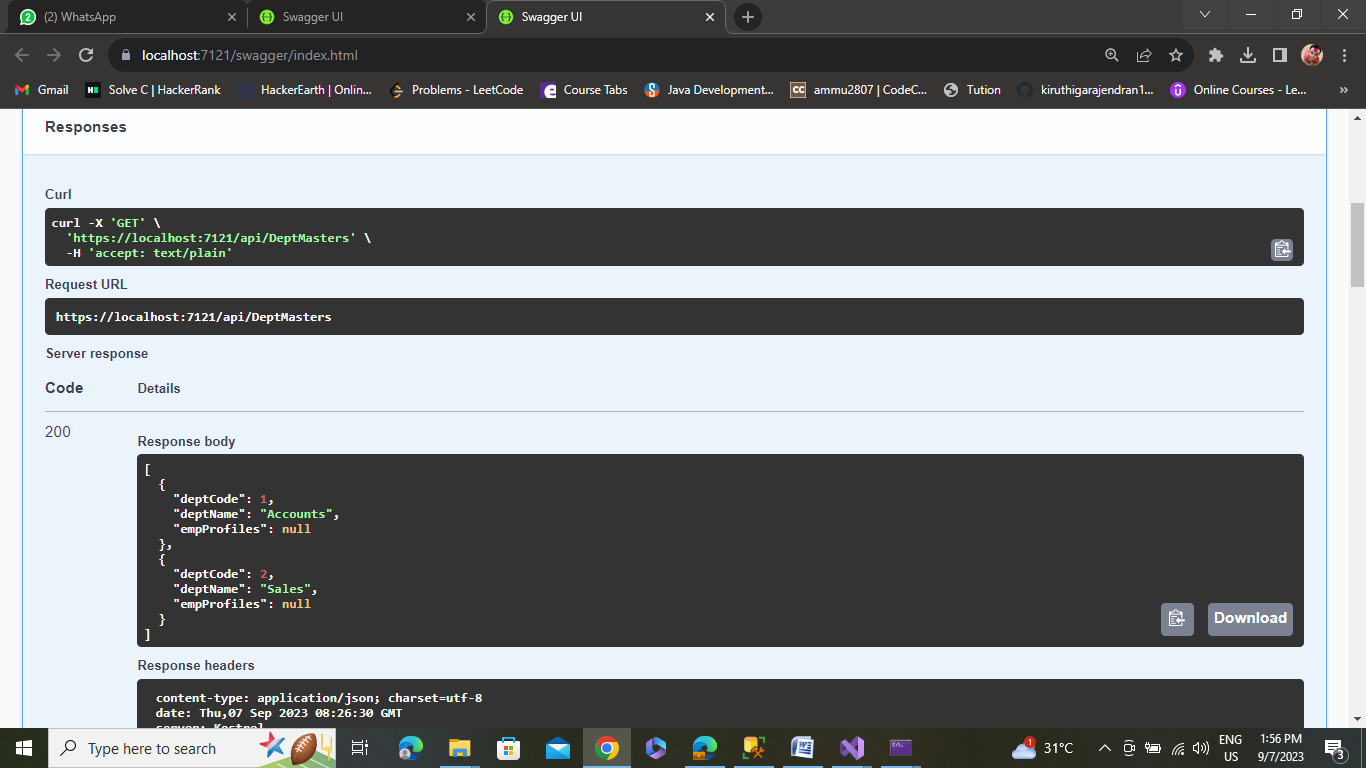 (2) WhatsApp
Swagger UI
Swagger UI
localhost:7121/swagger/index.html
Gmail
Solve C | HackerRank
HackerEarth | Onlin...
Problems - LeetCode
Course Tabs
Java Development...
ammu2807 | CodeC...
Tution
kiruthigarajendran1...
Online Courses - Le...
»
Responses
Curl
curl -X 'GET' \
'https://localhost:7121/api/DeptMasters' \
-H 'accept: text/plain'
Request URL
https://localhost:7121/api/DeptMasters
Server response
Code Details
200
Response body
[
{
"deptCode": 1,
"deptName": "Accounts",
"empProfiles": null
},
{
"deptCode": 2,
"deptName": "Sales",
"empProfiles": null
}
]
Download
Response headers
content-type: application/json; charset=utf-8
date: Thu,07 Sep 2023 08:26:30 GMT
server: Kestrel
Type here to search
31°C
ENG
US
1:56 PM
9/7/2023
3